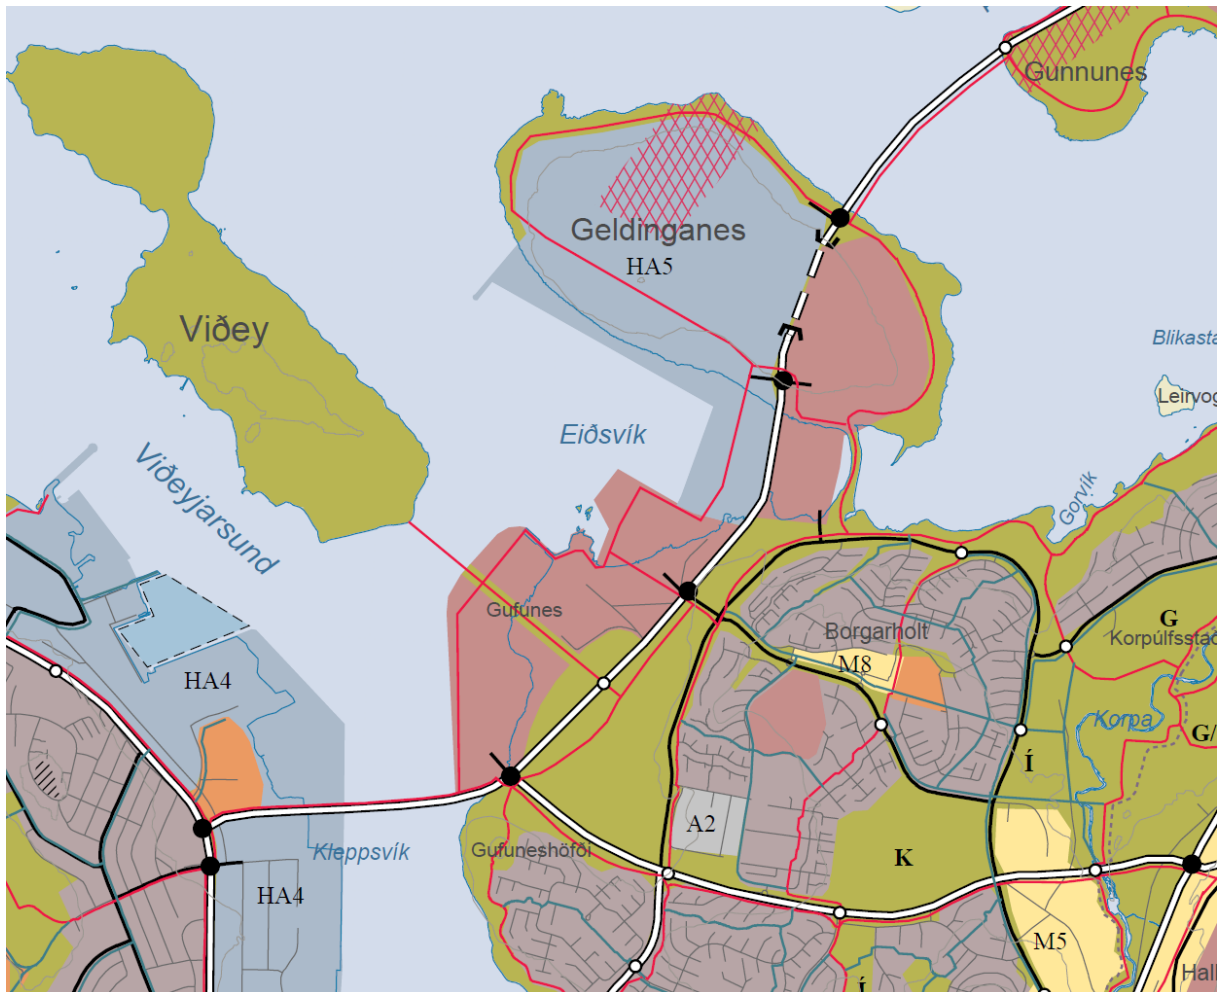 Gunnunes
Geldinganes
HA5
Viðey
Blikasta
Leirvog
Eiðsvík
Viðeyjarsund
Gorvík
Gufunes
Borgarholt
G
Korpúlfsstað
M8
HA4
Korpa
G/
Í
A2
Kleppsvík
Gufuneshöfði
K
HA4
M5
Hall
Í